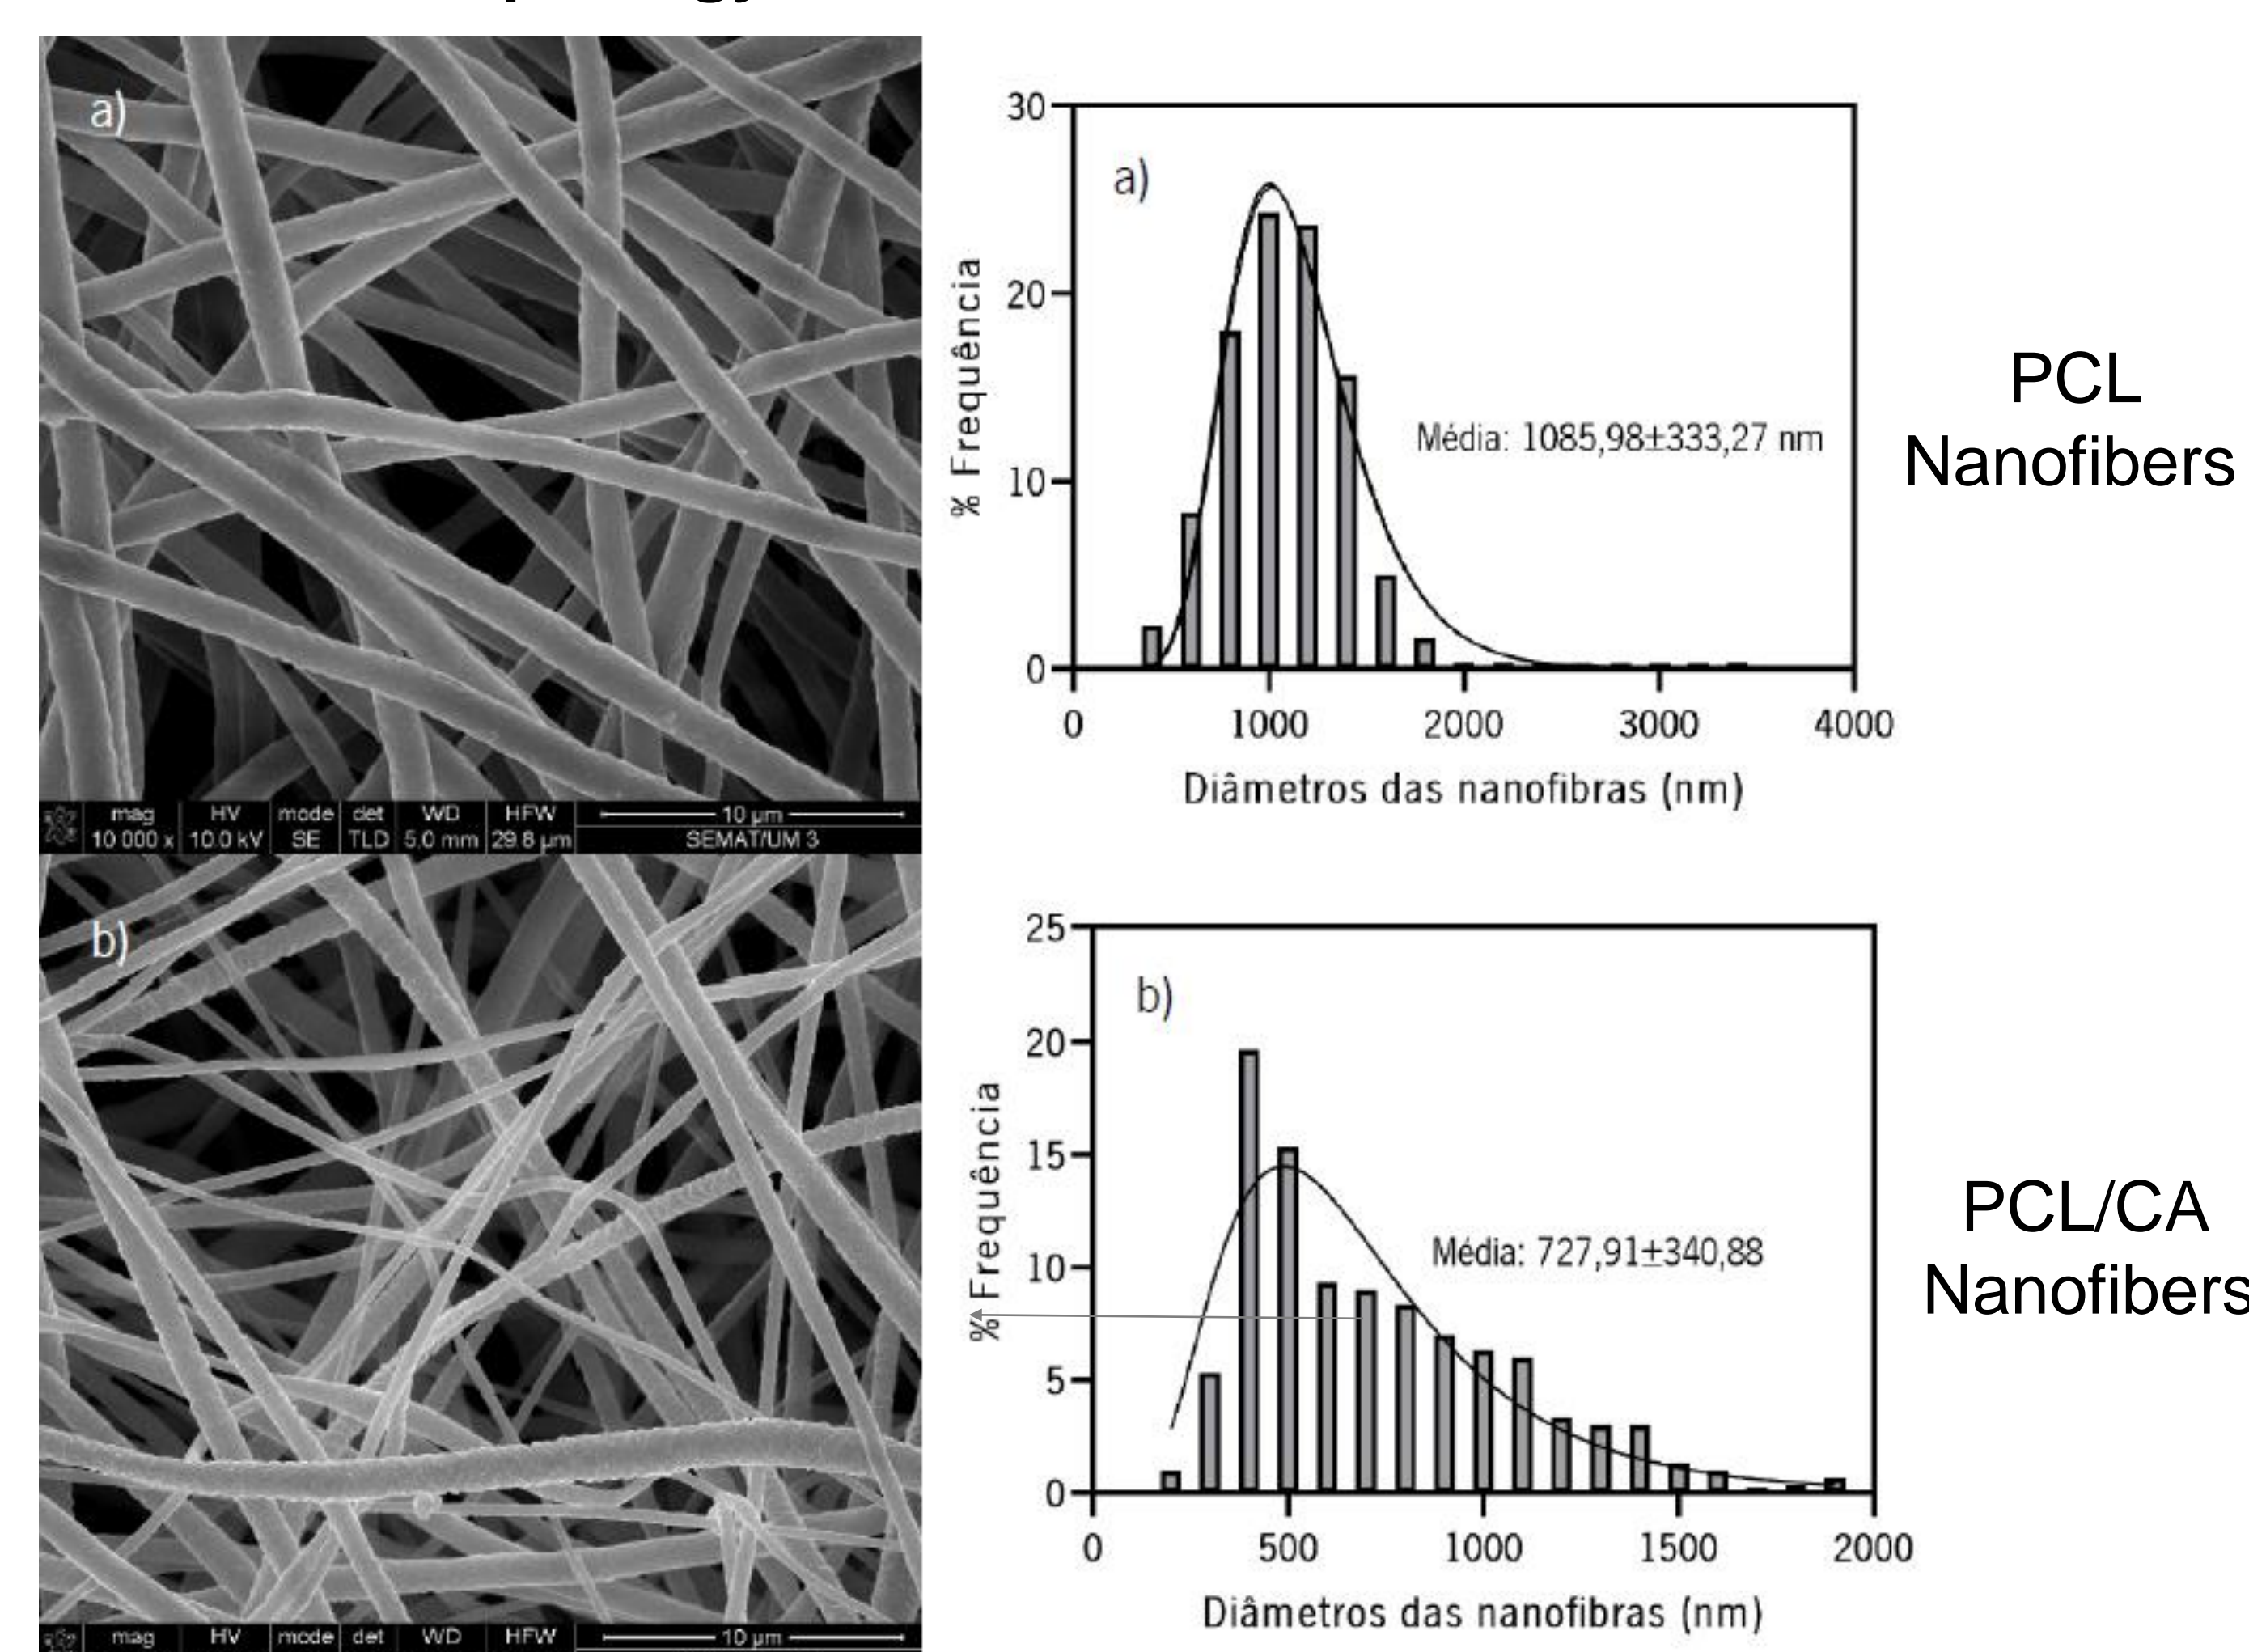 a)
mag HV mode det WD HFW 10 µm
10 000 x 10.0 kV SE TLD 5,0 mm 29.8 µm SEMAT/UM 3
30
20
10
0
% Frequência
a)
Média: 1085,98±333,27 nm
0 1000 2000 3000 4000
Diâmetros das nanofibras (nm)
PCL
Nanofibers
b)
mag HV mode det WD HFW 10 µm
25
20
15
10
5
0
% Frequência
b)
Média: 727,91±340,88
0 500 1000 1500 2000
Diâmetros das nanofibras (nm)
PCL/CA
Nanofibers